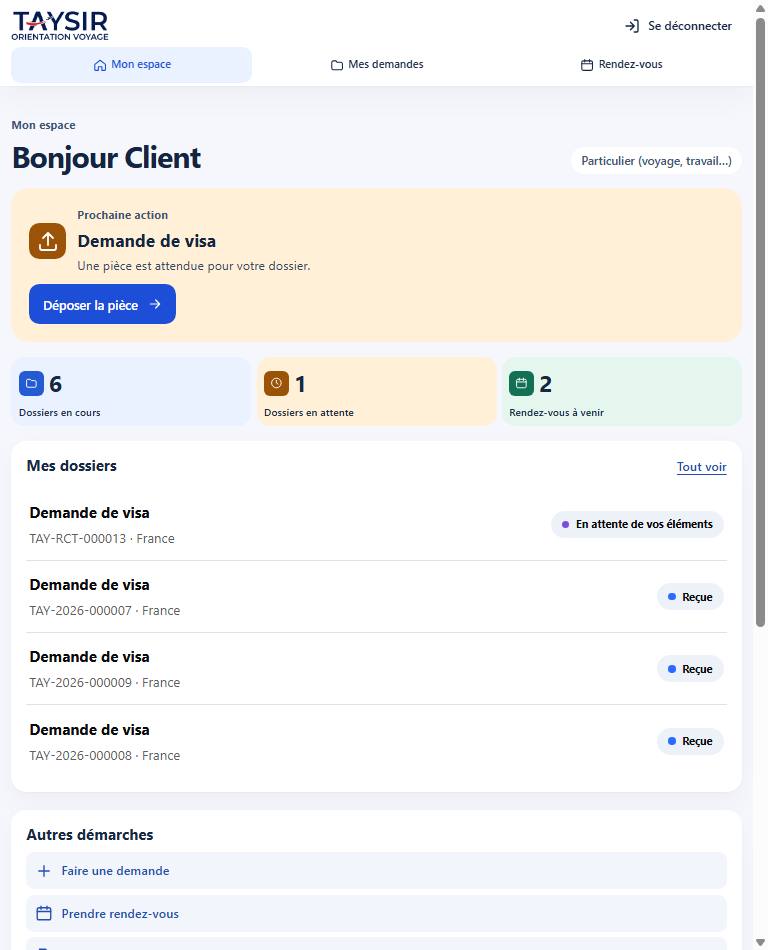 TAYSIR
ORIENTATION VOYAGE
Se déconnecter
Mon espace
Mes demandes
Rendez-vous
Mon espace
Bonjour Client
Particulier (voyage, travail…)
Prochaine action
Demande de visa
Une pièce est attendue pour votre dossier.
Déposer la pièce
6
Dossiers en cours
1
Dossiers en attente
2
Rendez-vous à venir
Mes dossiers
Tout voir
Demande de visa
TAY-RCT-000013 · France
En attente de vos éléments
Demande de visa
TAY-2026-000007 · France
Reçue
Demande de visa
TAY-2026-000009 · France
Reçue
Demande de visa
TAY-2026-000008 · France
Reçue
Autres démarches
Faire une demande
Prendre rendez-vous